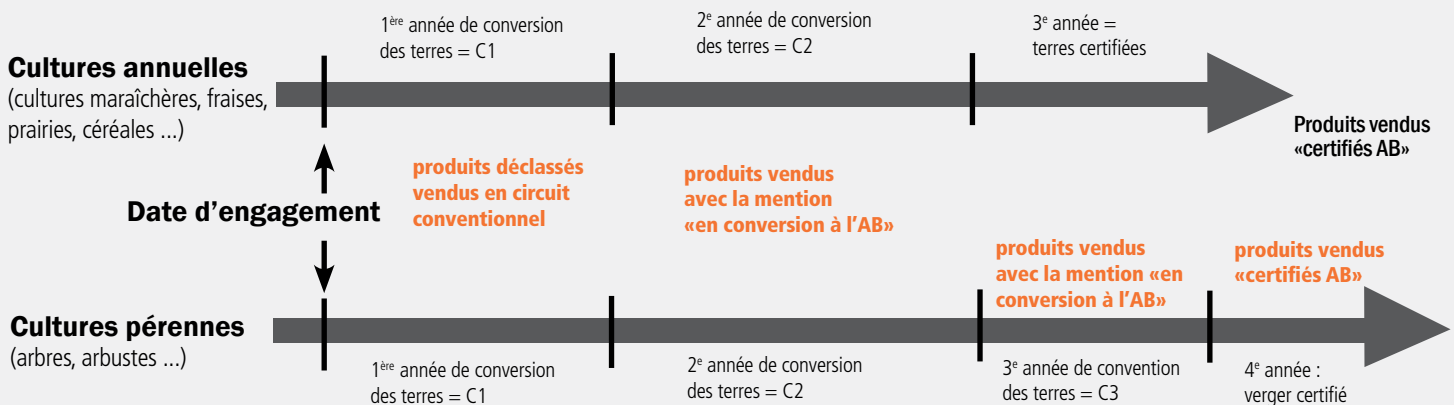 1ère année de conversion
des terres = C1
2e année de conversion
des terres = C2
3e année =
terres certifiées
Cultures annuelles
(cultures maraîchères, fraises,
prairies, céréales ...)
Produits vendus
«certifiés AB»
produits déclassés
vendus en circuit
conventionnel
produits vendus
avec la mention
«en conversion à l'AB»
Date d'engagement
produits vendus
avec la mention «en
conversion à l'AB»
produits vendus
«certifiés AB»
Cultures pérennes
(arbres, arbustes ...)
1ère année de conversion
des terres = C1
2e année de conversion
des terres = C2
3e année de convention
des terres = C3
4e année :
verger certifié